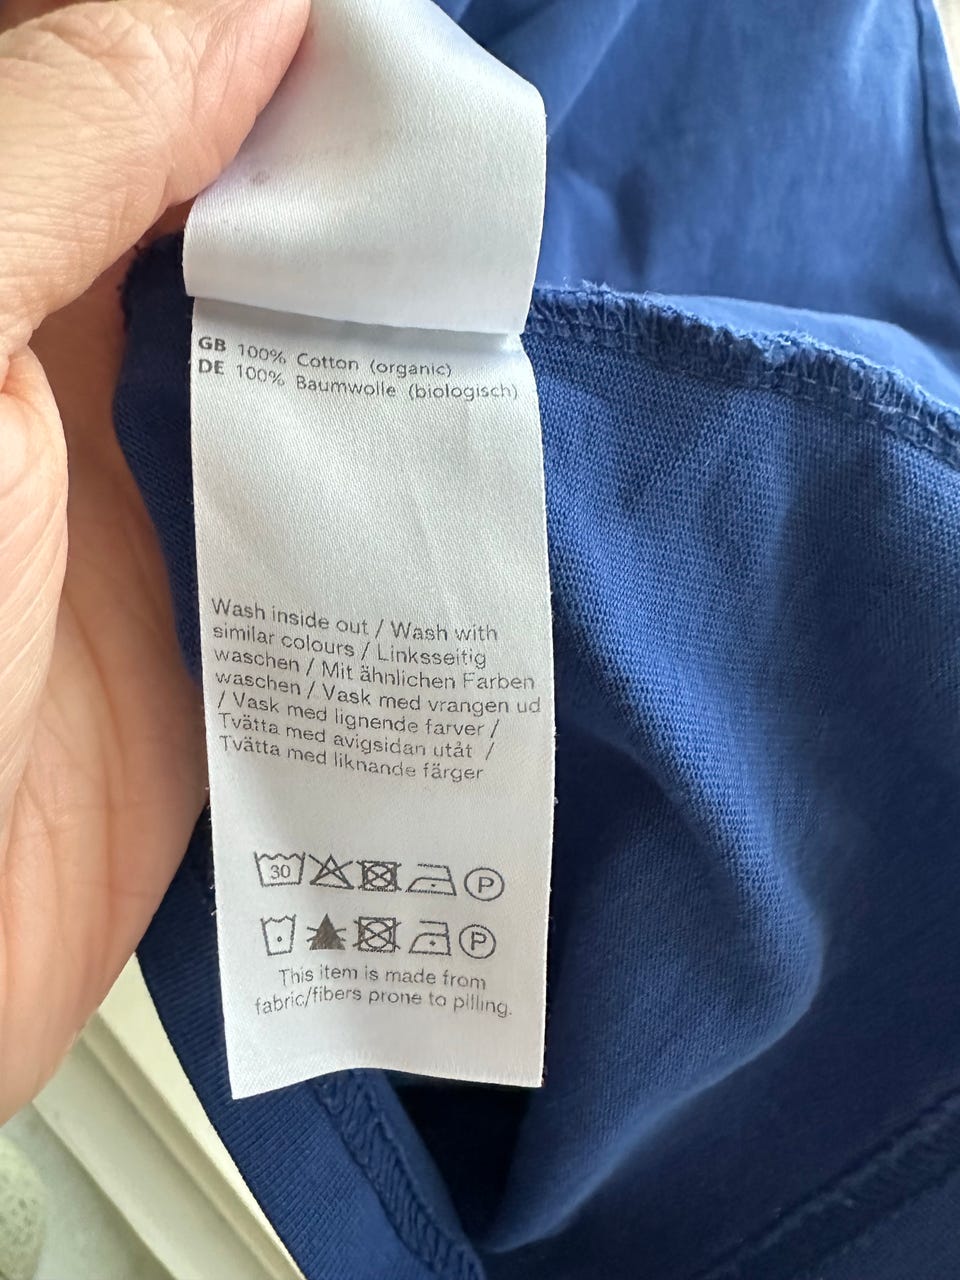 GB 100% Cotton (organic)
DE 100% Baumwolle (biologisch)
Wash inside out / Wash with
similar colours / Linksseitig
waschen / Mit ähnlichen Farben
waschen / Vask med vrangen ud
/ Vask med lignende farver /
Tvätta med avigsidan utåt /
Tvätta med liknande färger
30 P
P
This item is made from
fabric/fibers prone to pilling.